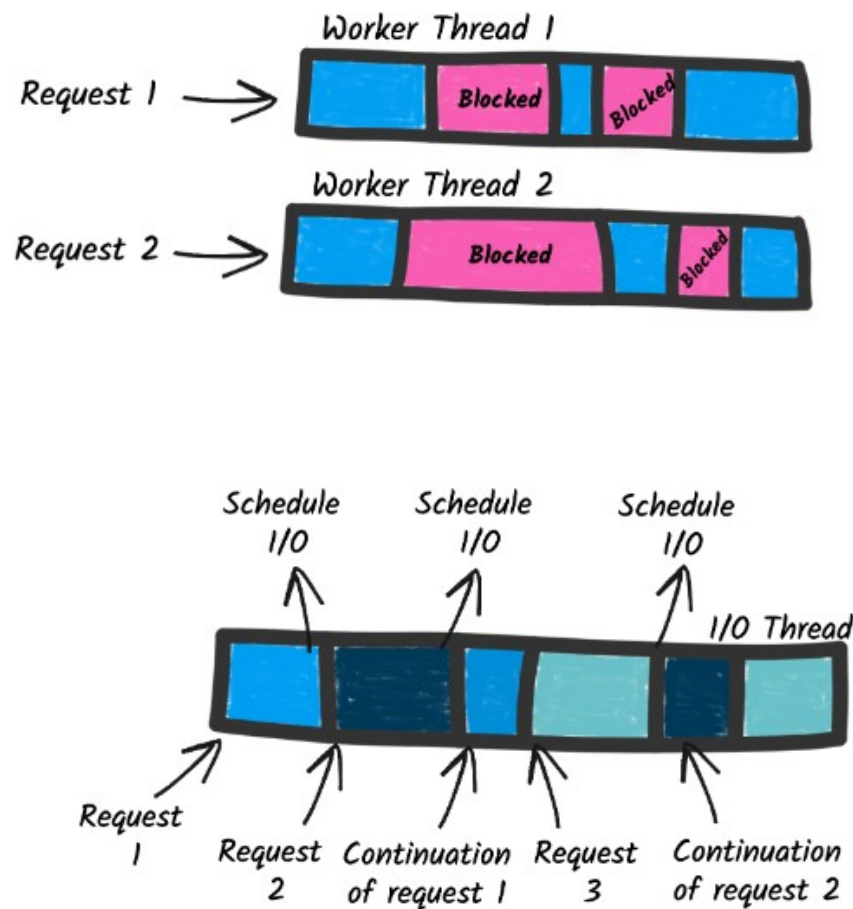 Worker Thread 1
Request 1
Blocked
Blocked
Worker Thread 2
Request 2
Blocked
Blocked
Schedule
I/O
Schedule
I/O
Schedule
I/O
I/O Thread
Request
1
Request
2
Continuation
of request 1
Request
3
Continuation
of request 2